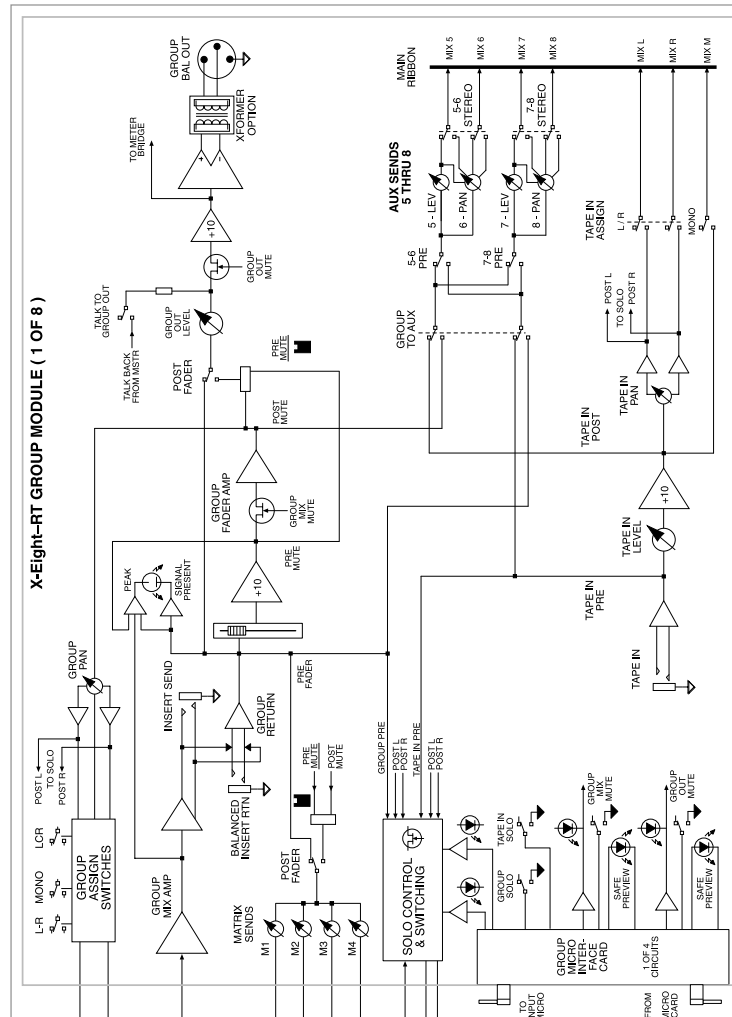 X-Eight–RT GROUP MODULE ( 1 OF 8 )
GROUP
BAL OUT
XFORMER
OPTION
TO METER
BRIDGE
+
–
+10
GROUP
OUT
MUTE
TALK TO
GROUP OUT
TALK BACK
FROM MSTR
GROUP
OUT
LEVEL
POST
FADER
PRE
MUTE
POST
MUTE
GROUP
FADER AMP
GROUP
MIX
MUTE
PRE
MUTE
+10
PEAK
SIGNAL
PRESENT
PRE
FADER
GROUP
PAN
INSERT SEND
GROUP
RETURN
BALANCED
INSERT RTN
POST L
TO SOLO
POST R
LCR
MONO
L-R
GROUP
ASSIGN
SWITCHES
GROUP
MIX AMP
PRE
MUTE
POST
MUTE
POST
FADER
MATRIX
SENDS
M1
M2
M3
M4
MAIN
RIBBON
MIX 5
MIX 6
MIX 7
MIX 8
MIX L
MIX R
MIX M
AUX SENDS
5 THRU 8
5-6
STEREO
7-8
STEREO
5 - LEV
6 - PAN
7 - LEV
8 - PAN
5-6
PRE
7-8
PRE
GROUP
TO AUX
TAPE IN
ASSIGN
L / R
MONO
POST L
TO SOLO
POST R
TAPE IN
PAN
TAPE IN
POST
+10
TAPE IN
LEVEL
TAPE IN
PRE
TAPE IN
GROUP PRE
POST L
POST R
TAPE IN PRE
POST L
POST R
SOLO CONTROL
& SWITCHING
TAPE IN
SOLO
GROUP
SOLO
GROUP
MIX
MUTE
SAFE
PREVIEW
GROUP
OUT
MUTE
SAFE
PREVIEW
GROUP
MICRO
INTER-
FACE
CARD
1 OF 4
CIRCUITS
TO
INPUT
MICRO
FROM
MICRO
CARD